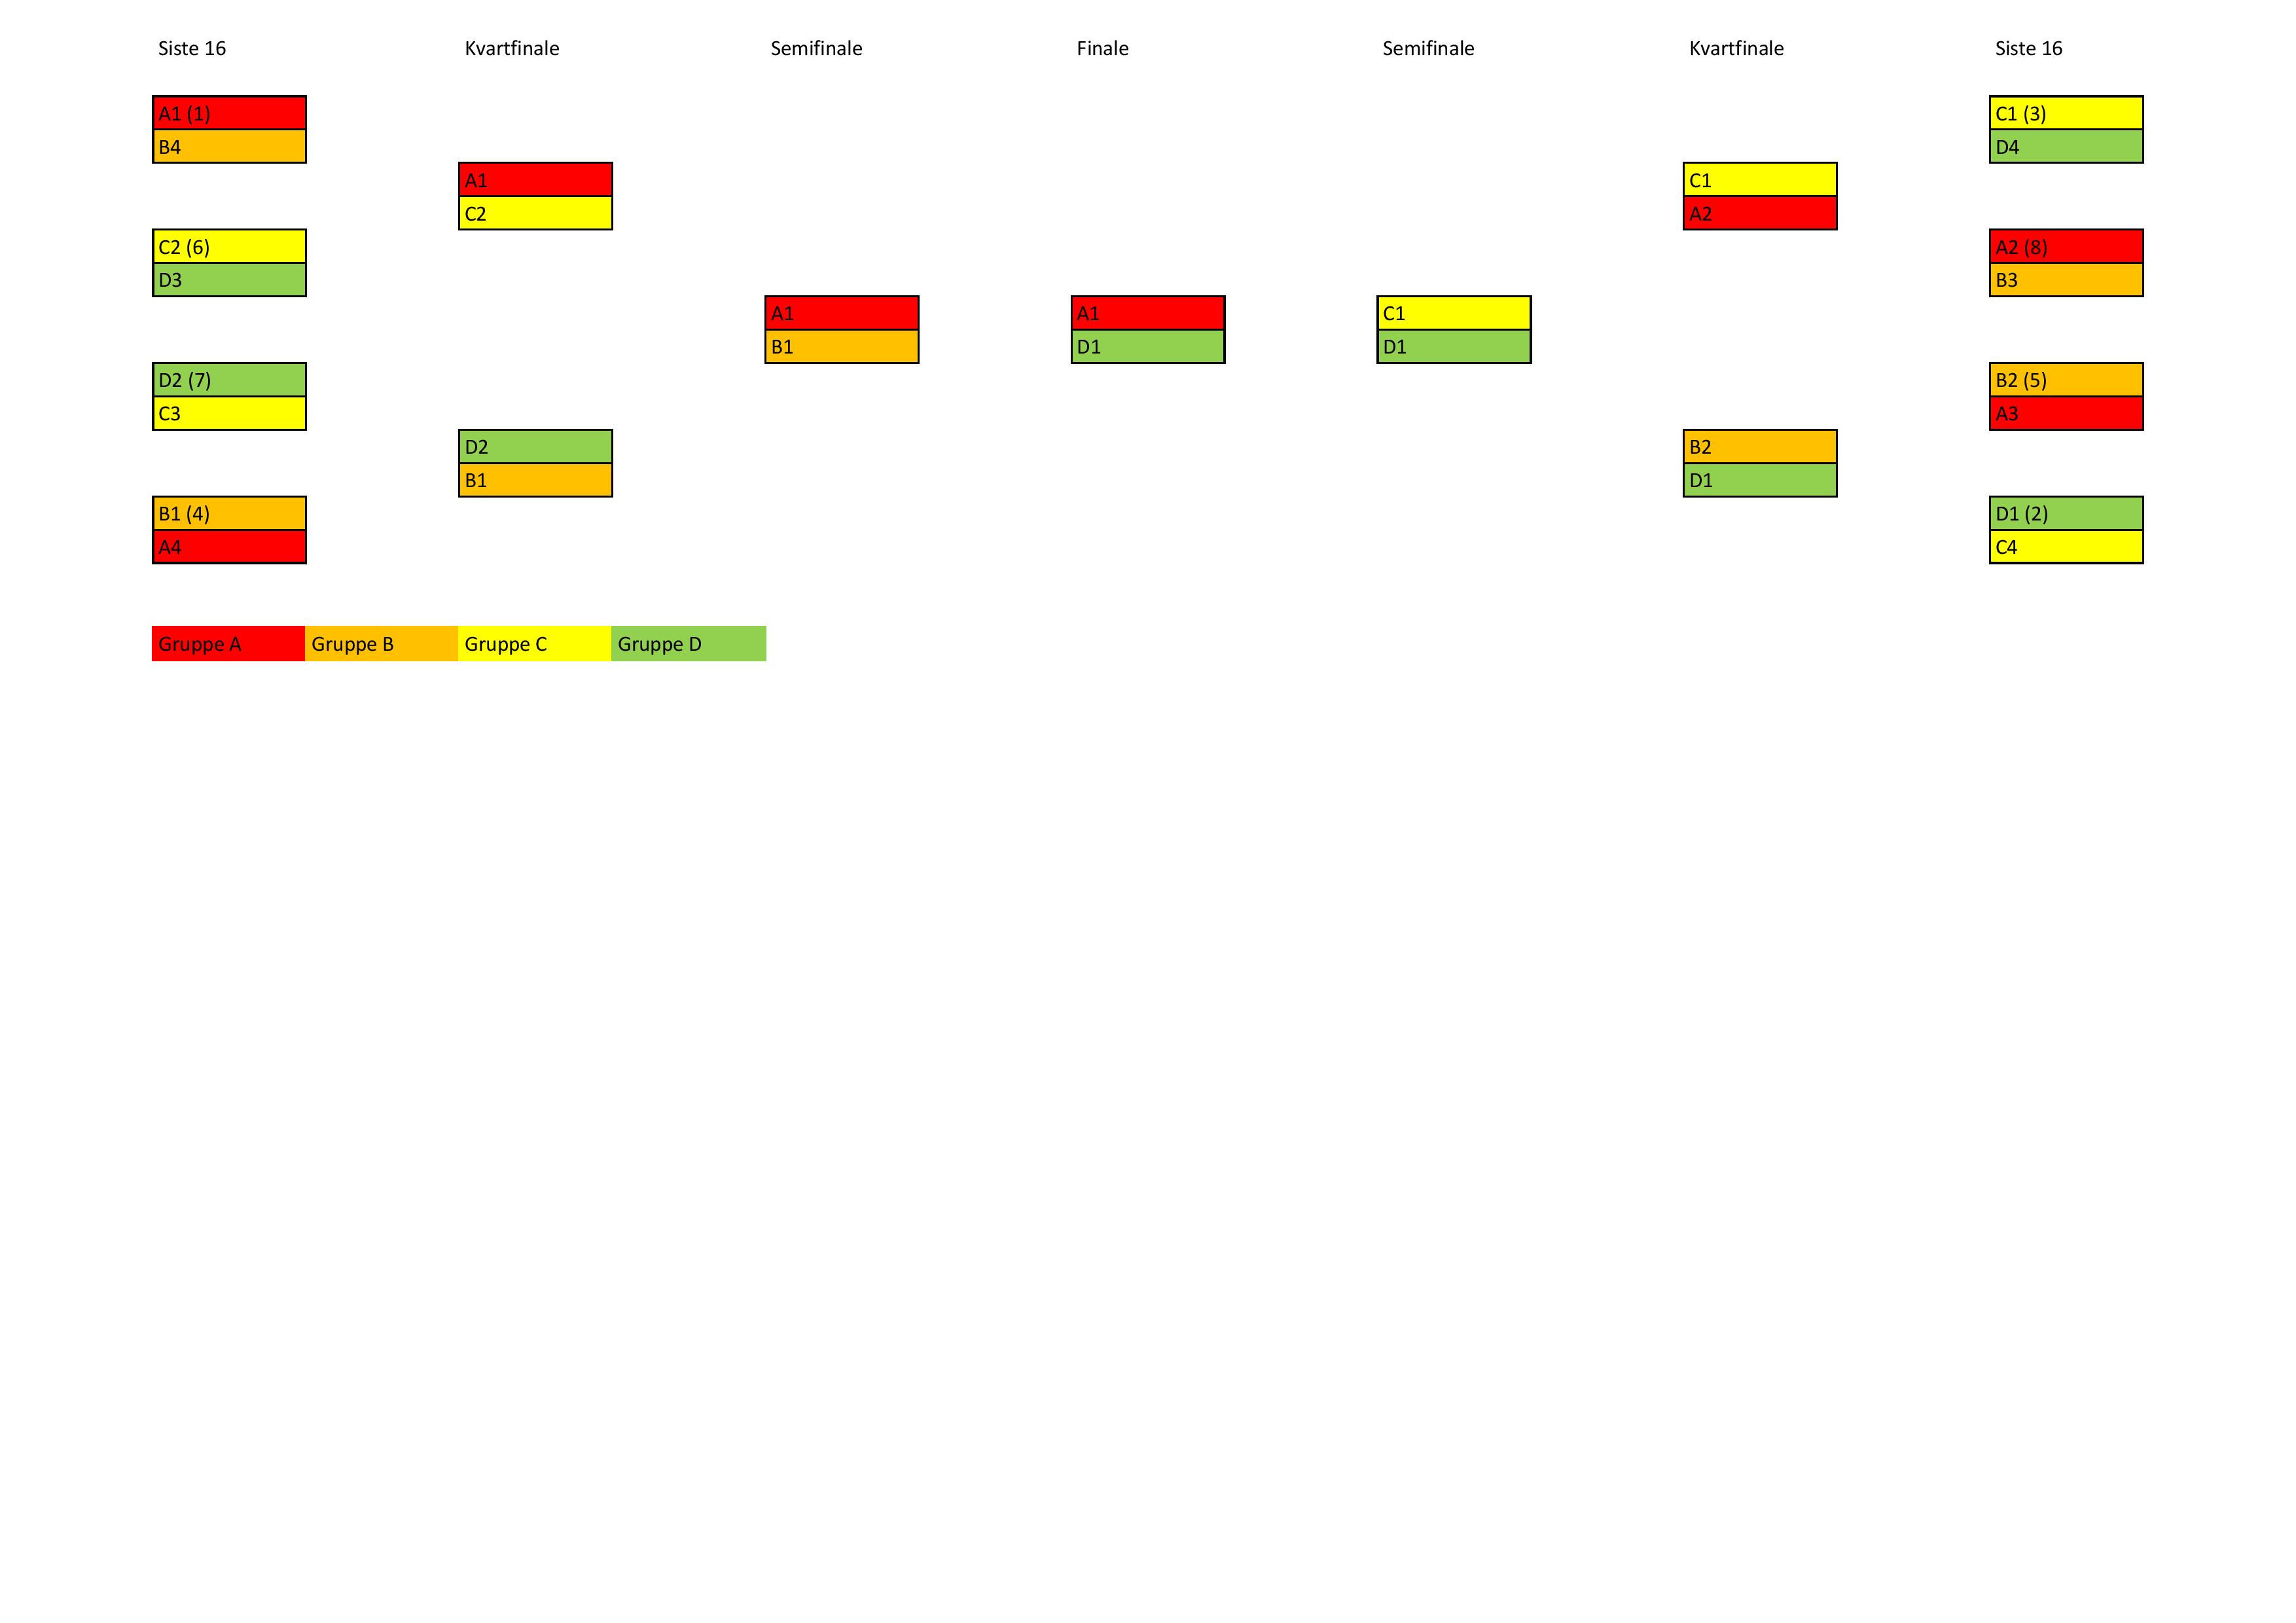 Siste 16 Kvartfinale Semifinale Finale Semifinale Kvartfinale Siste 16
A1 (1) C1 (3)
B4 D4
A1 C1
C2 A2
C2 (6) A2 (8)
D3 B3
A1 A1 C1
B1 D1 D1
D2 (7) B2 (5)
C3 A3
D2 B2
B1 D1
B1 (4) D1 (2)
A4 C4
Gruppe A Gruppe B Gruppe C Gruppe D